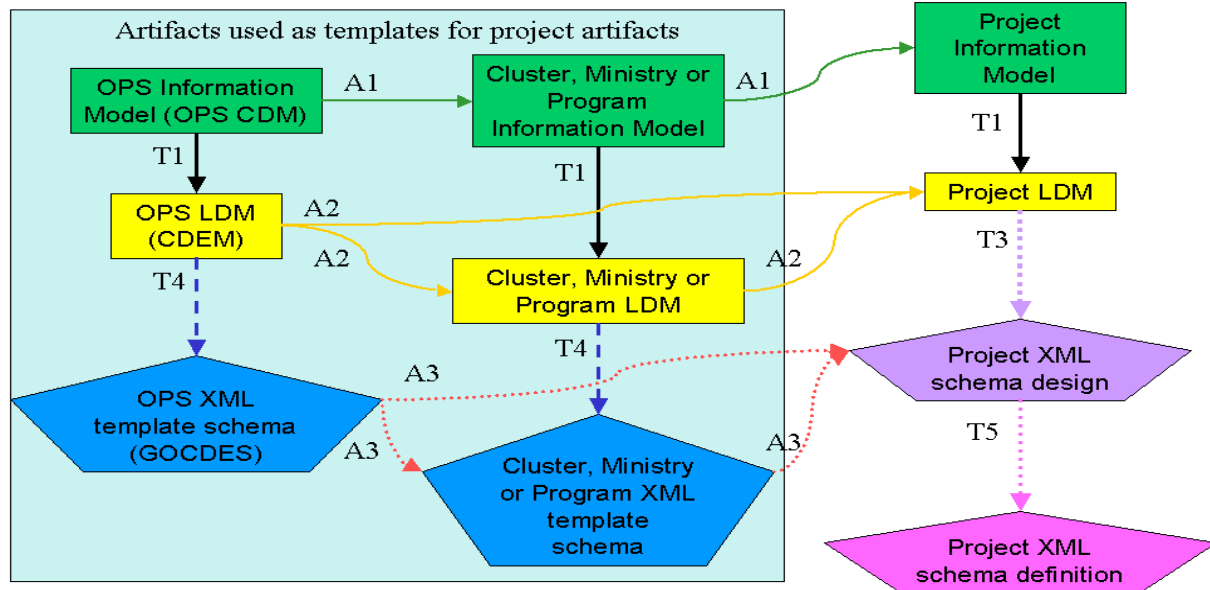 Artifacts used as templates for project artifacts
OPS Information
Model (OPS CDM)
A1
Cluster, Ministry or
Program
Information Model
A1
Project
Information
Model
T1
T1
T1
OPS LDM
(CDEM)
A2
A2
Cluster, Ministry or
Program LDM
A2
Project LDM
T4
T4
T3
OPS XML
template schema
(GOCDES)
A3
A3
Cluster, Ministry
or Program XML
template
schema
A3
Project XML
schema design
T5
Project XML
schema definition